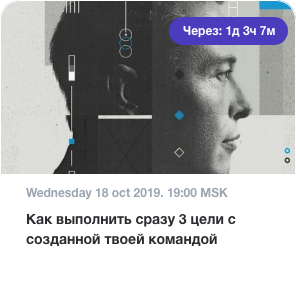 Через: 1д 3ч 7м
Wednesday 18 oct 2019. 19:00 MSK
Как выполнить сразу 3 цели с
созданной твоей командой